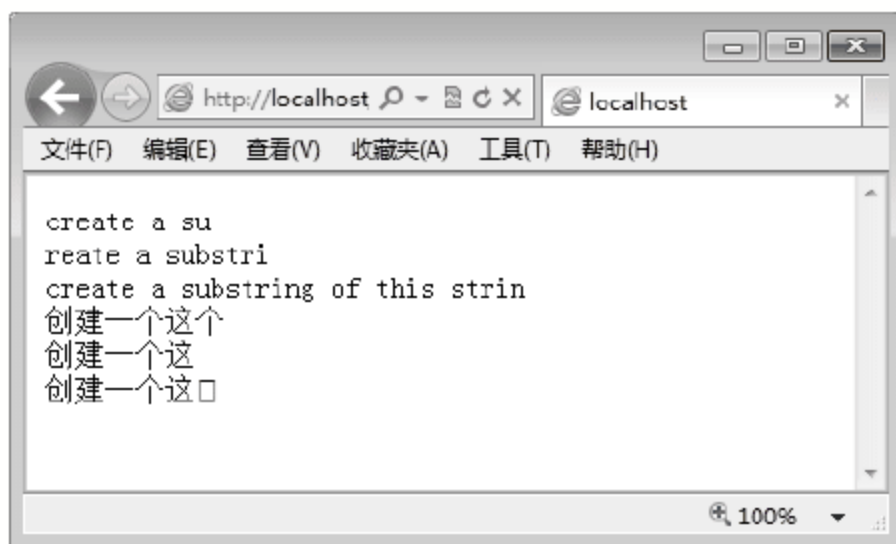 http://localhost
localhost
文件(F) 编辑(E) 查看(V) 收藏夹(A) 工具(T) 帮助(H)
create a su
reate a substri
create a substring of this strin
创建一个这个
创建一个这
创建一个这□
100%